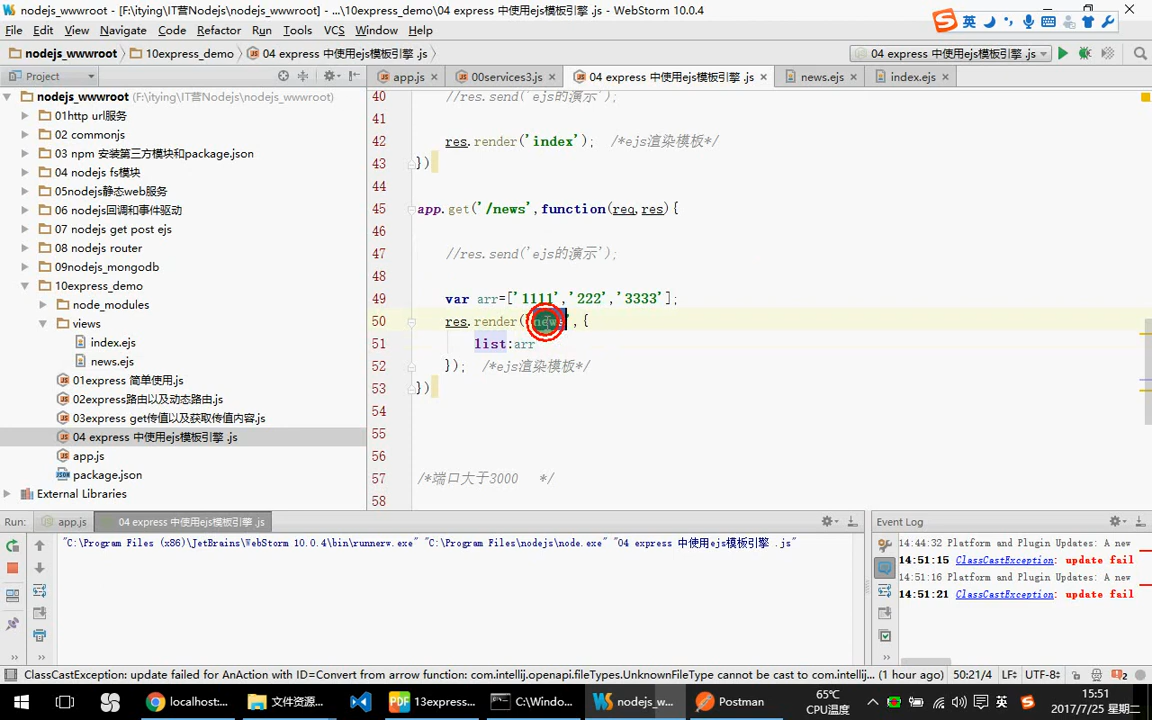 nodejs_wwwroot - [F:\itying\IT营Nodejs\nodejs_wwwroot] - ...\10express_demo\04 express 中使用ejs模板引擎 .js - WebStorm 10.0.4
File Edit View Navigate Code Refactor Run Tools VCS Window Help
英
nodejs_wwwroot 10express_demo 04 express 中使用ejs模板引擎 .js
04 express 中使用ejs模板引擎 .js
Project
app.js 00services3.js 04 express 中使用ejs模板引擎 .js news.ejs index.ejs
nodejs_wwwroot (F:\itying\IT营Nodejs\nodejs_wwwroot)
01http url服务
02 commonjs
03 npm 安装第三方模块和package.json
04 nodejs fs模块
05nodejs静态web服务
06 nodejs回调和事件驱动
07 nodejs get post ejs
08 nodejs router
09nodejs_mongodb
10express_demo
node_modules
views
index.ejs
news.ejs
01express 简单使用.js
02express路由以及动态路由.js
03express get传值以及获取传值内容.js
04 express 中使用ejs模板引擎 .js
app.js
package.json
External Libraries
40 //res.send('ejs的演示');
41
42 res.render('index'); /*ejs渲染模板*/
43 })
44
45 app.get('/news',function(req,res){
46
47 //res.send('ejs的演示');
48
49 var arr=['1111','222','3333'];
50 res.render('news',{
51 list:arr
52 }); /*ejs渲染模板*/
53 })
54
55
56
57 /*端口大于3000 */
58
Run: app.js 04 express 中使用ejs模板引擎 .js
"C:\Program Files (x86)\JetBrains\WebStorm 10.0.4\bin\runnerw.exe" "C:\Program Files\nodejs\node.exe" "04 express 中使用ejs模板引擎 .js"
Event Log
14:44:32 Platform and Plugin Updates: A new
14:51:15 ClassCastException: update fail
14:51:16 Platform and Plugin Updates: A new
14:51:21 ClassCastException: update fail
ClassCastException: update failed for AnAction with ID=Convert from arrow function: com.intellij.openapi.fileTypes.UnknownFileType cannot be cast to com.intellij... (1 hour ago) 50:21/4 LF÷ UTF-8÷ 2
localhost:... 文件资源... 13express... C:\Windo... nodejs_w... Postman
65℃
CPU温度
英
15:51
2017/7/25 星期二